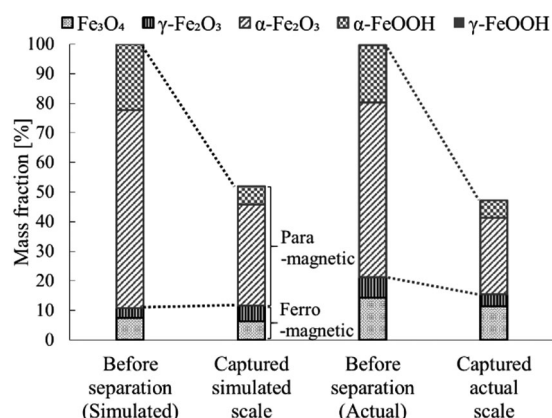 Fe₃O₄ γ-Fe₂O₃ α-Fe₂O₃ α-FeOOH γ-FeOOH
Mass fraction [%]
100
90
80
70
60
50
40
30
20
10
0
Para
-magnetic
Ferro
-magnetic
Before
separation
(Simulated)
Captured
simulated
scale
Before
separation
(Actual)
Captured
actual
scale